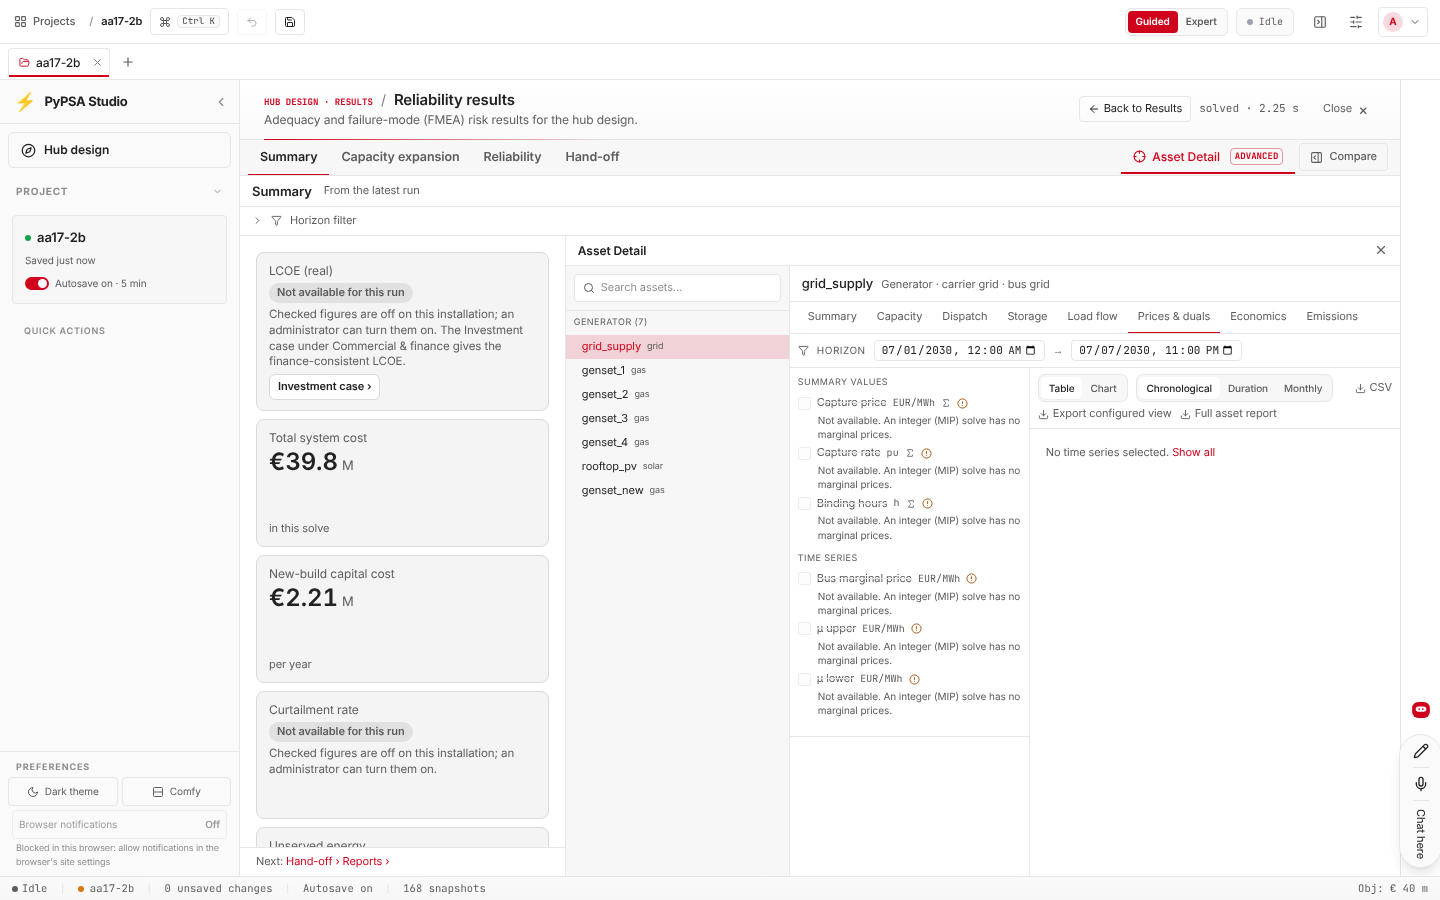 Projects / aa17-2b Ctrl K
Guided Expert Idle A
aa17-2b
PyPSA Studio
Hub design
PROJECT
aa17-2b
Saved just now
Autosave on · 5 min
QUICK ACTIONS
PREFERENCES
Dark theme Comfy
Browser notifications Off
Blocked in this browser: allow notifications in the
browser's site settings
HUB DESIGN · RESULTS / Reliability results
Adequacy and failure-mode (FMEA) risk results for the hub design.
Back to Results solved · 2.25 s Close
Summary Capacity expansion Reliability Hand-off
Asset Detail ADVANCED Compare
Summary From the latest run
Horizon filter
LCOE (real)
Not available for this run
Checked figures are off on this installation; an
administrator can turn them on. The Investment
case under Commercial & finance gives the
finance-consistent LCOE.
Investment case ›
Total system cost
€39.8 M
in this solve
New-build capital cost
€2.21 M
per year
Curtailment rate
Not available for this run
Checked figures are off on this installation; an
administrator can turn them on.
Unserved energy
Next: Hand-off › Reports ›
Asset Detail
Search assets...
GENERATOR (7)
grid_supply grid
genset_1 gas
genset_2 gas
genset_3 gas
genset_4 gas
rooftop_pv solar
genset_new gas
grid_supply Generator · carrier grid · bus grid
Summary Capacity Dispatch Storage Load flow Prices & duals Economics Emissions
HORIZON 07/01/2030, 12:00 AM → 07/07/2030, 11:00 PM
SUMMARY VALUES
Capture price EUR/MWh Σ
Not available. An integer (MIP) solve has no
marginal prices.
Capture rate pu Σ
Not available. An integer (MIP) solve has no
marginal prices.
Binding hours h Σ
Not available. An integer (MIP) solve has no
marginal prices.
TIME SERIES
Bus marginal price EUR/MWh
Not available. An integer (MIP) solve has no
marginal prices.
μ upper EUR/MWh
Not available. An integer (MIP) solve has no
marginal prices.
μ lower EUR/MWh
Not available. An integer (MIP) solve has no
marginal prices.
Table Chart Chronological Duration Monthly CSV
Export configured view Full asset report
No time series selected. Show all
Chat here
Idle aa17-2b 0 unsaved changes Autosave on 168 snapshots Obj: € 40 m